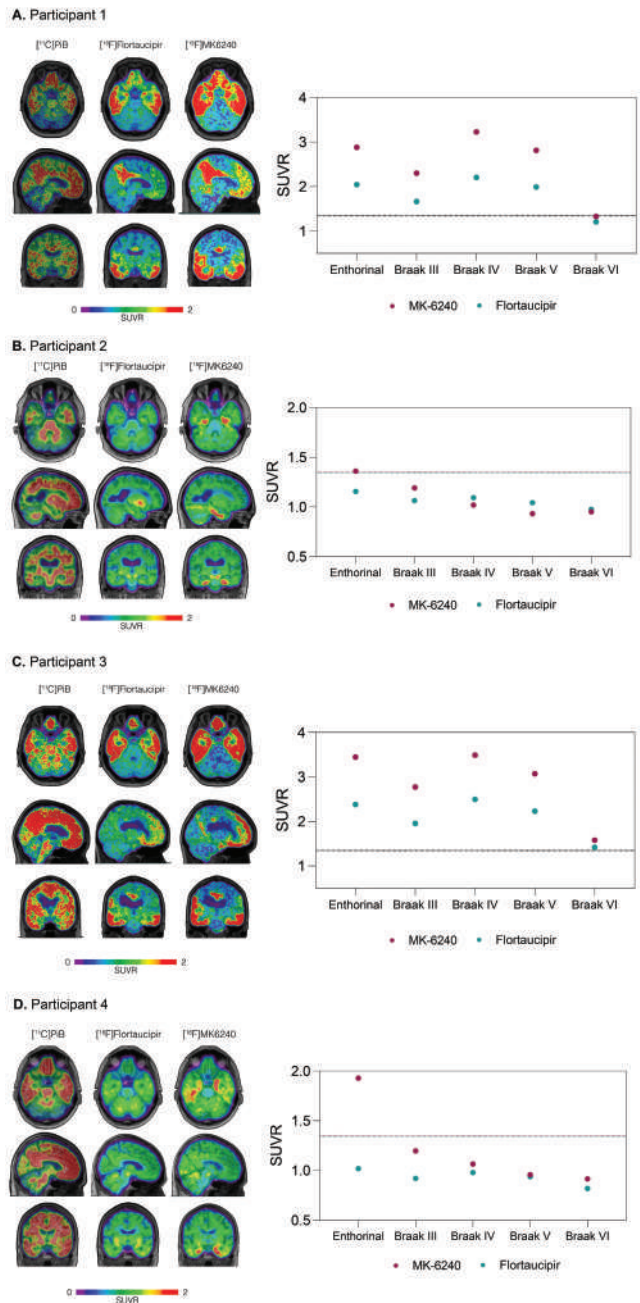 A. Participant 1
[¹¹C]PiB [¹⁸F]Flortaucipir [¹⁸F]MK6240
0 2
SUVR
4
3
2
1
SUVR
Enthorinal Braak III Braak IV Braak V Braak VI
MK-6240 Flortaucipir
B. Participant 2
[¹¹C]PiB [¹⁸F]Flortaucipir [¹⁸F]MK6240
0 2
SUVR
2.0
1.5
1.0
0.5
SUVR
Enthorinal Braak III Braak IV Braak V Braak VI
MK-6240 Flortaucipir
C. Participant 3
[¹¹C]PiB [¹⁸F]Flortaucipir [¹⁸F]MK6240
0 2
SUVR
4
3
2
1
SUVR
Enthorinal Braak III Braak IV Braak V Braak VI
MK-6240 Flortaucipir
D. Participant 4
[¹¹C]PiB [¹⁸F]Flortaucipir [¹⁸F]MK6240
0 2
SUVR
2.0
1.5
1.0
0.5
SUVR
Enthorinal Braak III Braak IV Braak V Braak VI
MK-6240 Flortaucipir